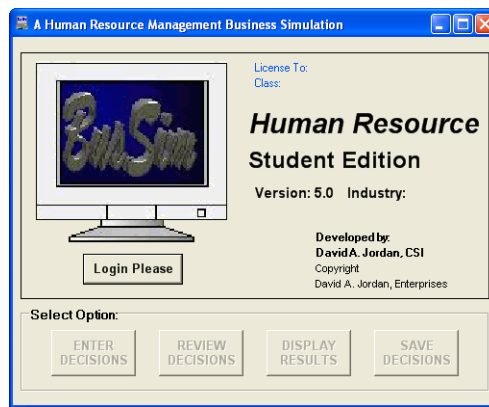 A Human Resource Management Business Simulation
License To:
Class:
BusSim
Human Resource
Student Edition
Version: 5.0 Industry:
Developed by:
David A. Jordan, CSI
Copyright
David A. Jordan, Enterprises
Login Please
Select Option:
ENTER
DECISIONS
REVIEW
DECISIONS
DISPLAY
RESULTS
SAVE
DECISIONS